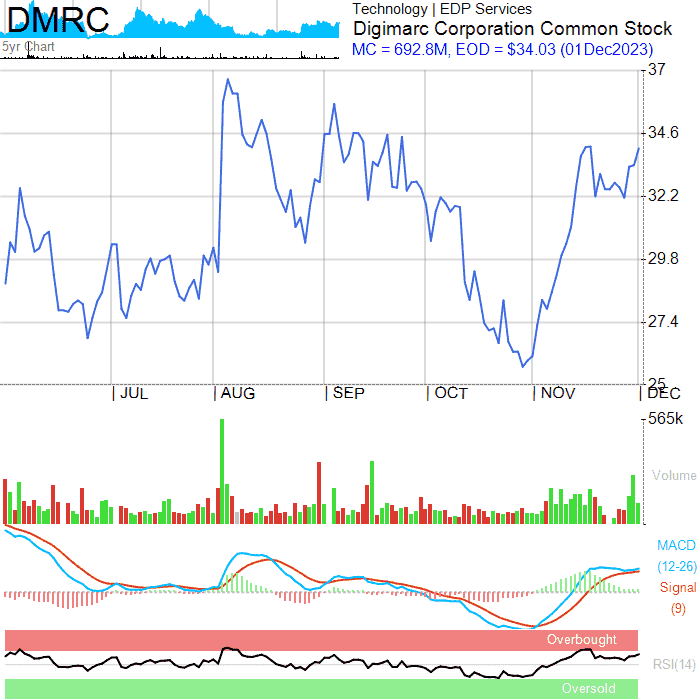 DMRC
5yr Chart
Technology | EDP Services
Digimarc Corporation Common Stock
MC = 692.8M, EOD = $34.03 (01Dec2023)
37
34.6
32.2
29.8
27.4
25
JUL AUG SEP OCT NOV DEC
565k
Volume
MACD
(12-26)
Signal
(9)
Overbought
RSI(14)
Oversold